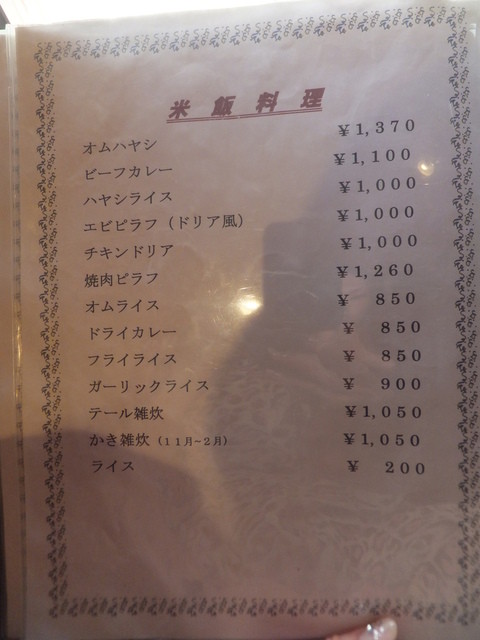 米飯料理
オムハヤシ ￥1,370
ビーフカレー ￥1,100
ハヤシライス ￥1,000
エビピラフ（ドリア風） ￥1,000
チキンドリア ￥1,000
焼肉ピラフ ￥1,260
オムライス ￥ 850
ドライカレー ￥ 850
フライライス ￥ 850
ガーリックライス ￥ 900
テール雑炊 ￥1,050
かき雑炊（11月~2月） ￥1,050
ライス ￥ 200